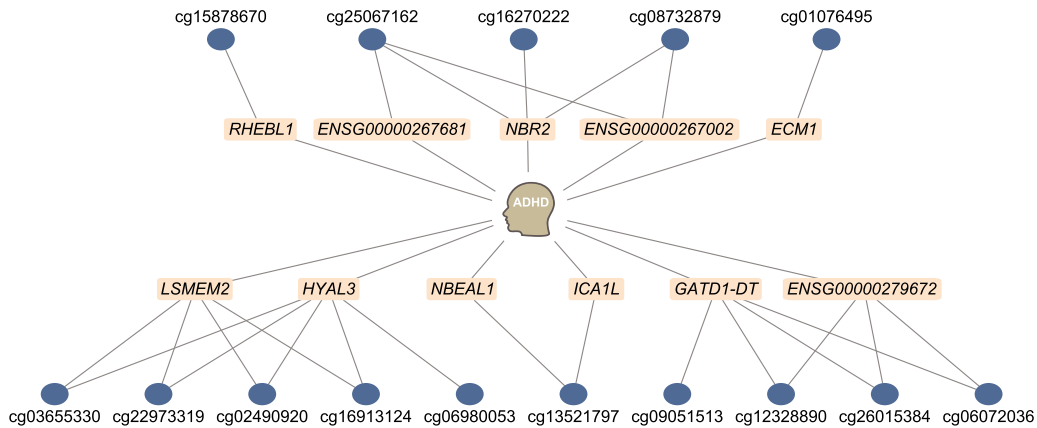 cg15878670 cg25067162 cg16270222 cg08732879 cg01076495
RHEBL1 ENSG00000267681 NBR2 ENSG00000267002 ECM1
ADHD
LSMEM2 HYAL3 NBEAL1 ICA1L GATD1-DT ENSG00000279672
cg03655330 cg22973319 cg02490920 cg16913124 cg06980053 cg13521797 cg09051513 cg12328890 cg26015384 cg06072036